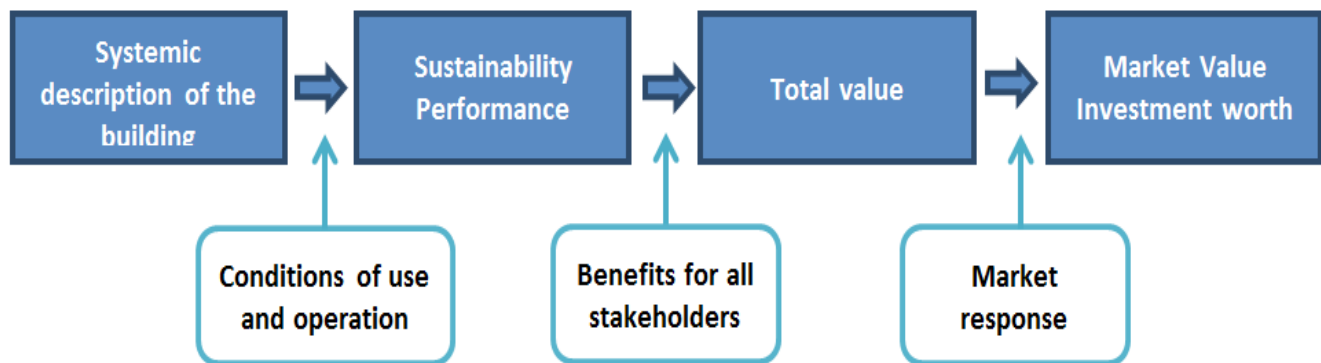 Systemic
description of the
building
Sustainability
Performance
Total value
Market Value
Investment worth
Conditions of use
and operation
Benefits for all
stakeholders
Market
response